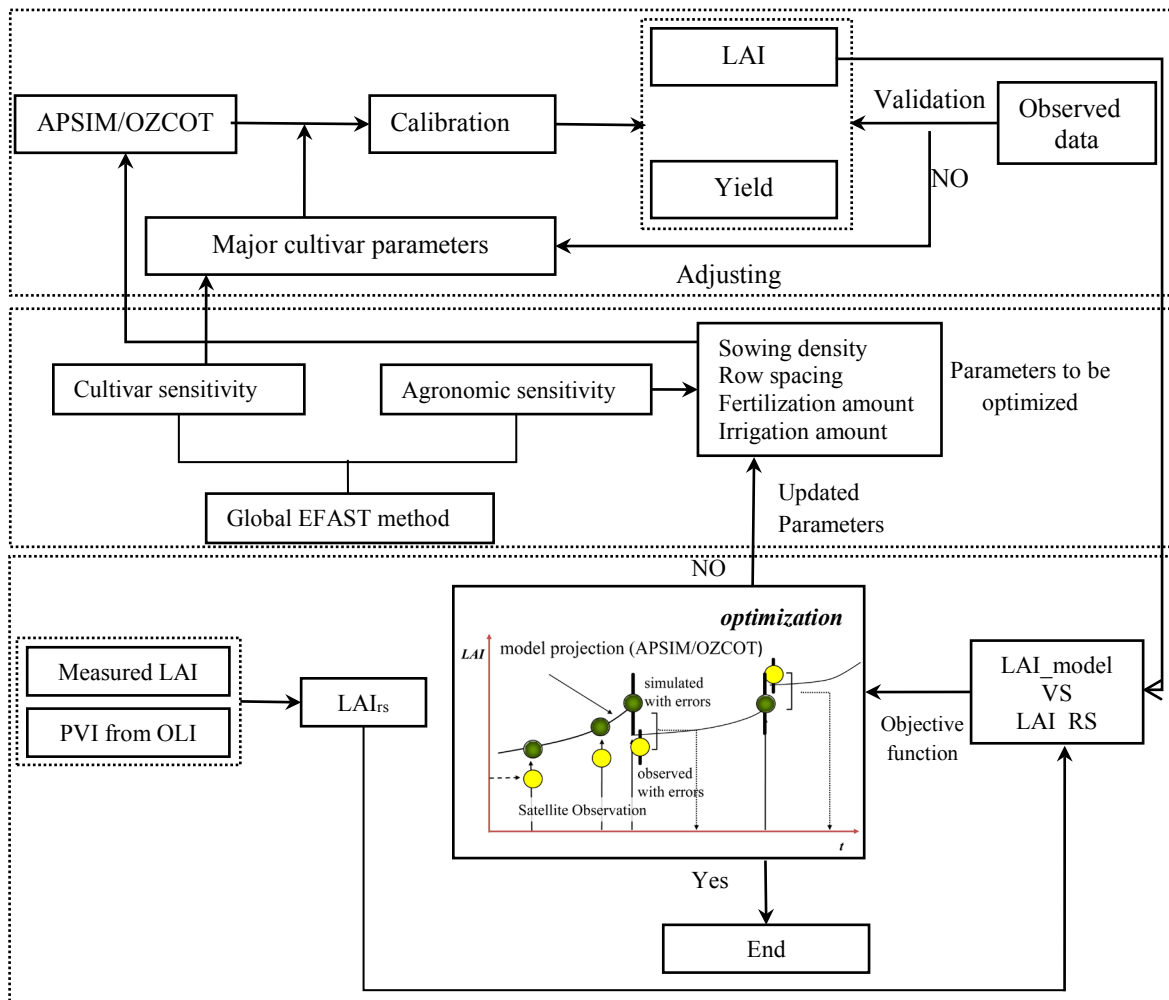 LAI
Validation
APSIM/OZCOT
Calibration
Observed
data
Yield
NO
Major cultivar parameters
Adjusting
Sowing density
Row spacing
Fertilization amount
Irrigation amount
Parameters to be
optimized
Cultivar sensitivity
Agronomic sensitivity
Updated
Parameters
Global EFAST method
NO
optimization
LAI
model projection (APSIM/OZCOT)
simulated
with errors
observed
with errors
Satellite Observation
t
Measured LAI
PVI from OLI
LAIrs
LAI_model
VS
LAI RS
Objective
function
Yes
End